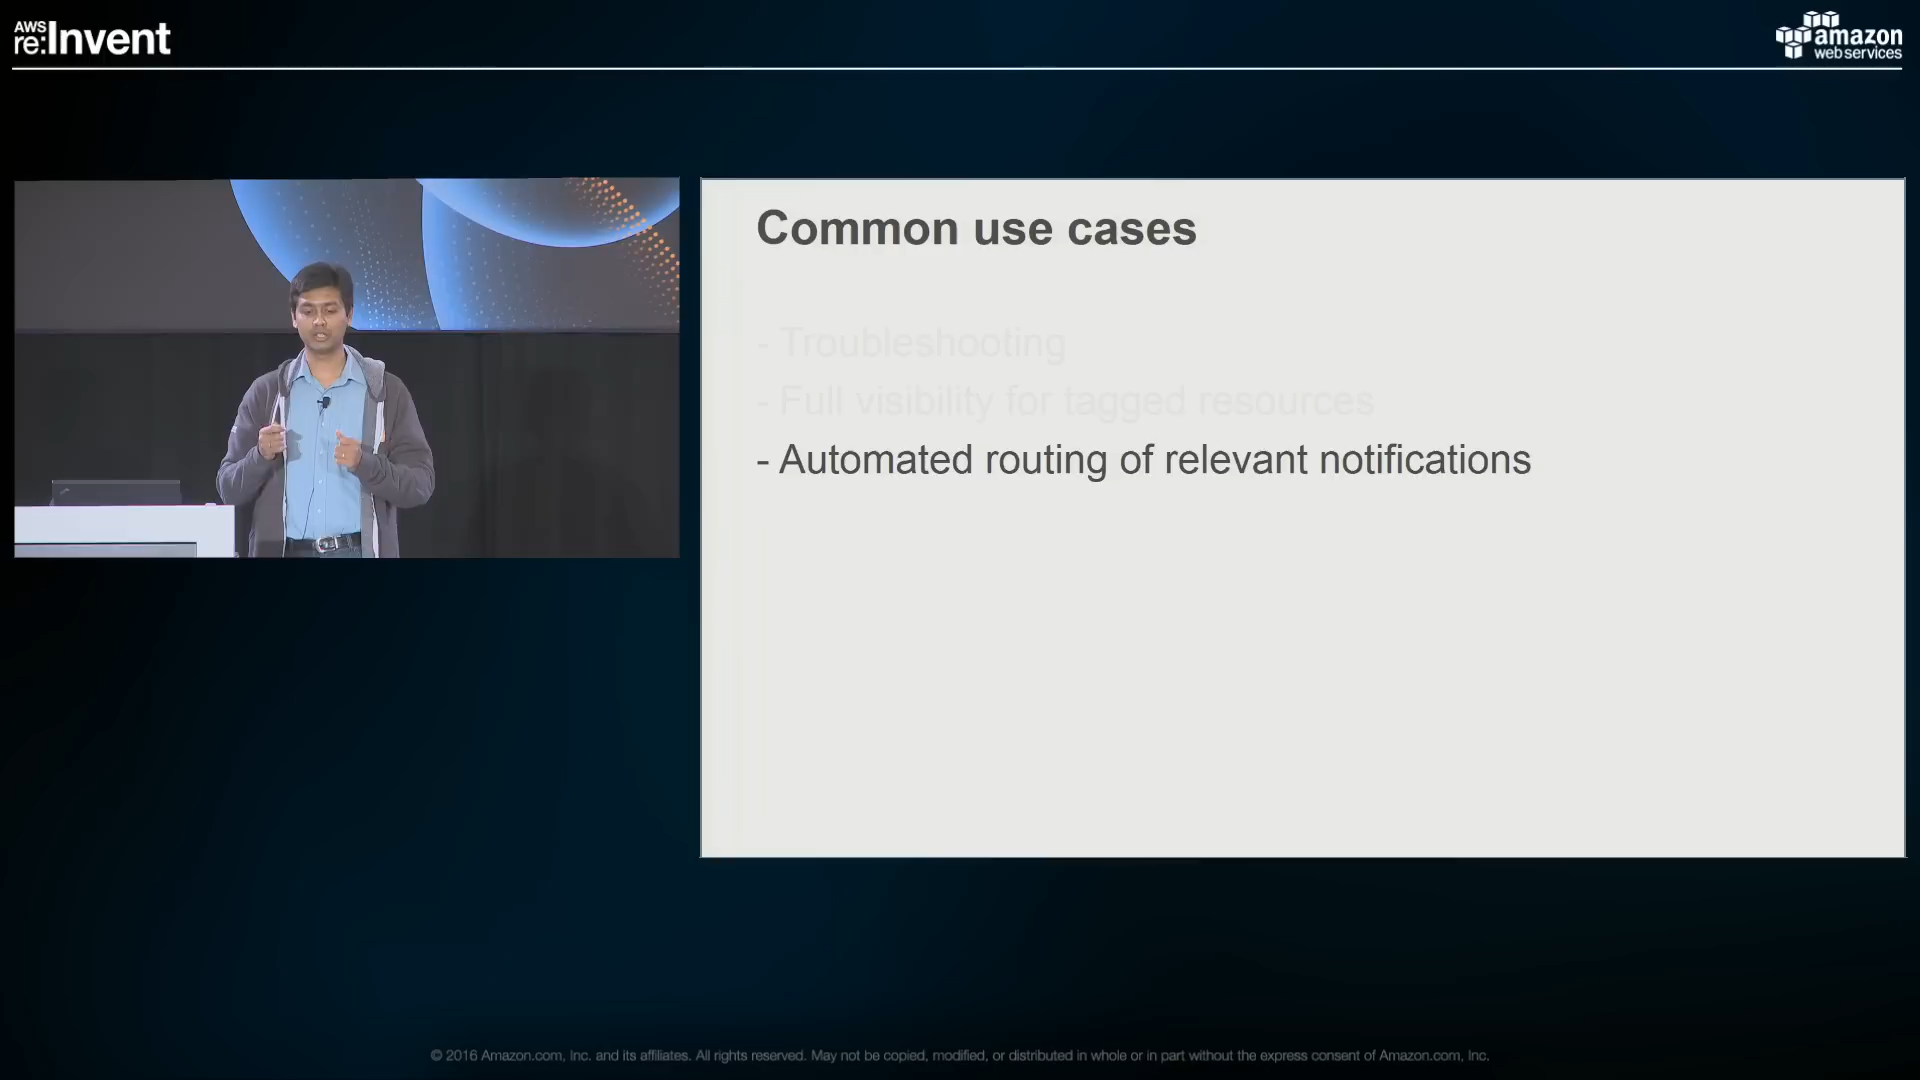 AWS
re:Invent
amazon
web services
Common use cases
- Troubleshooting
- Full visibility for tagged resources
- Automated routing of relevant notifications
© 2016 Amazon.com, Inc. and its affiliates. All rights reserved. May not be copied, modified, or distributed in whole or in part without the express consent of Amazon.com, Inc.